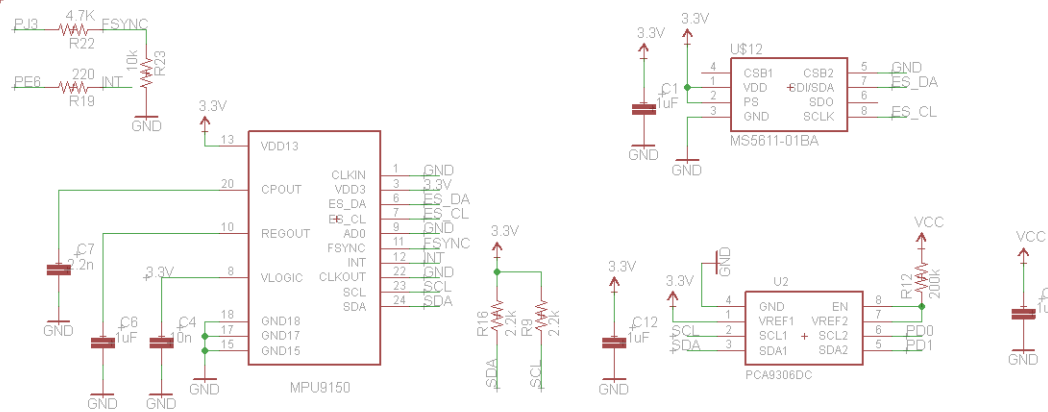 PJ3 4.7K FSYNC
R22
10k R23
PE6 220 INT
R19
GND
3.3V
13 VDD13
20 CPOUT
10 REGOUT
8 VLOGIC
18 GND18
17 GND17
15 GND15
CLKIN 1 GND
VDD3 3 3.3V
ES_DA 6 ES_DA
ES_CL 7 ES_CL
AD0 9 GND
FSYNC 11 FSYNC
INT 12 INT
CLKOUT 22 GND
SCL 23 SCL
SDA 24 SDA
MPU9150
C7
2.2n
GND
3.3V
C6
1uF
GND
C4
10n
GND
GND
3.3V
R16 2.2k
R9 2.2k
SDA
SCL
3.3V
C1
1uF
GND
3.3V
U$12
4 CSB1
1 VDD
2 PS
3 GND
CSB2 5 GND
SDI/SDA 7 ES_DA
SDO 6
SCLK 8 ES_CL
MS5611-01BA
GND
3.3V
C12
1uF
GND
3.3V
GND
U2
4 GND
1 VREF1
SCL 2 SCL1
SDA 3 SDA1
EN 8
VREF2 7
SCL2 6 PD0
SDA2 5 PD1
PCA9306DC
VCC
R12 200k
VCC
GND